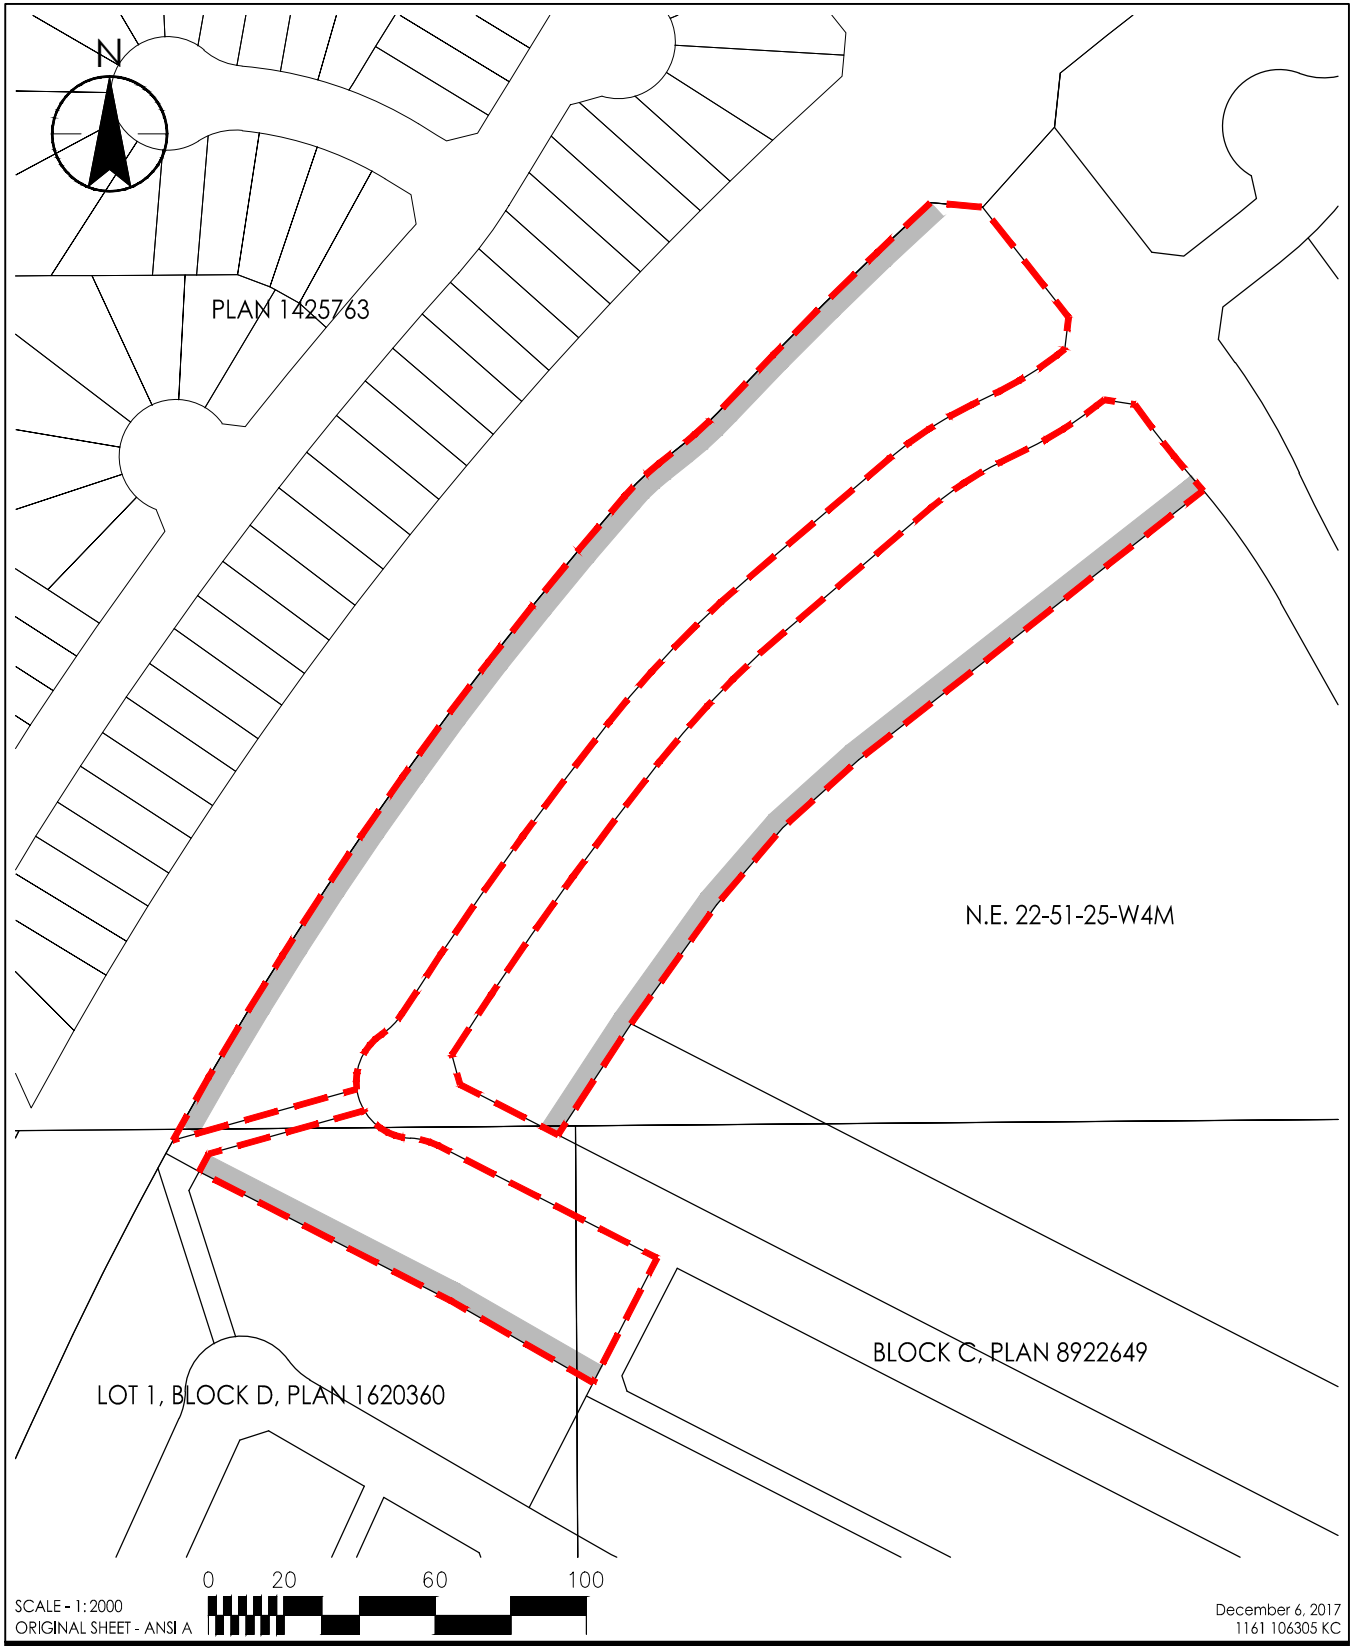 N
PLAN 1425763
N.E. 22-51-25-W4M
BLOCK C, PLAN 8922649
LOT 1, BLOCK D, PLAN 1620360
0 20 60 100
SCALE - 1: 2000
ORIGINAL SHEET - ANSI A
December 6, 2017
1161 106305 KC